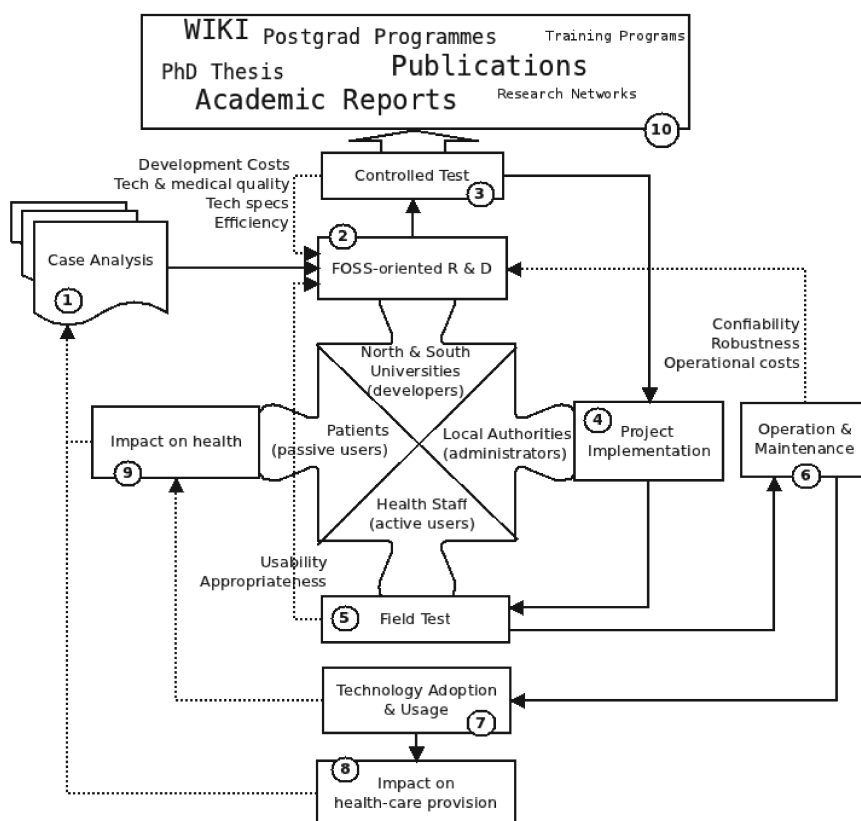 WIKI Postgrad Programmes Training Programs
PhD Thesis Publications
Academic Reports Research Networks
10
Development Costs
Tech & medical quality
Tech specs
Efficiency
Controlled Test
3
2
FOSS-oriented R & D
Case Analysis
1
Confiability
Robustness
Operational costs
North & South
Universities
(developers)
Patients
(passive users)
Local Authorities
(administrators)
Health Staff
(active users)
Impact on health
9
4
Project
Implementation
Operation &
Maintenance
6
Usability
Appropriateness
5
Field Test
Technology Adoption
& Usage
7
8
Impact on
health-care provision